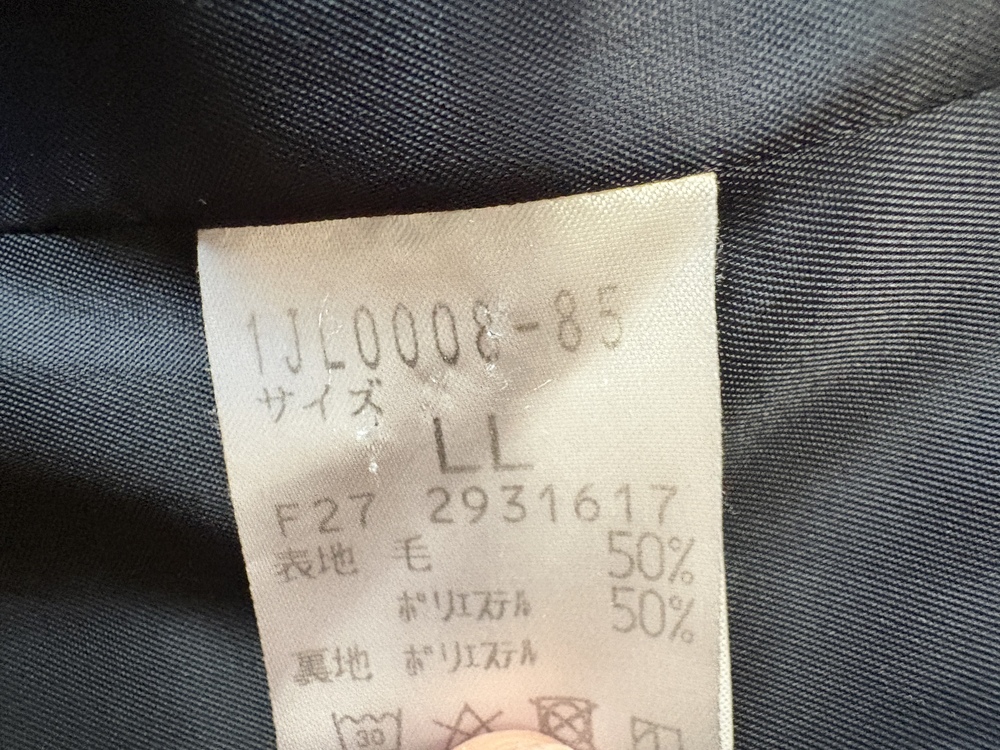 1JL0008-85
サイズ
LL
F27 2931617
表地 毛 50%
ポリエステル 50%
裏地 ポリエステル
30